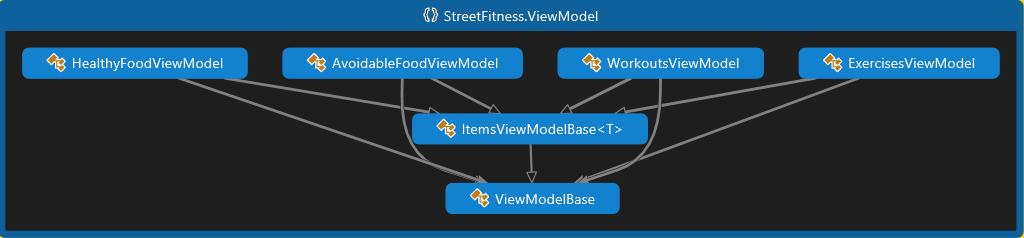 StreetFitness.ViewModel
HealthyFoodViewModel
AvoidableFoodViewModel
WorkoutsViewModel
ExercisesViewModel
ItemsViewModelBase<T>
ViewModelBase